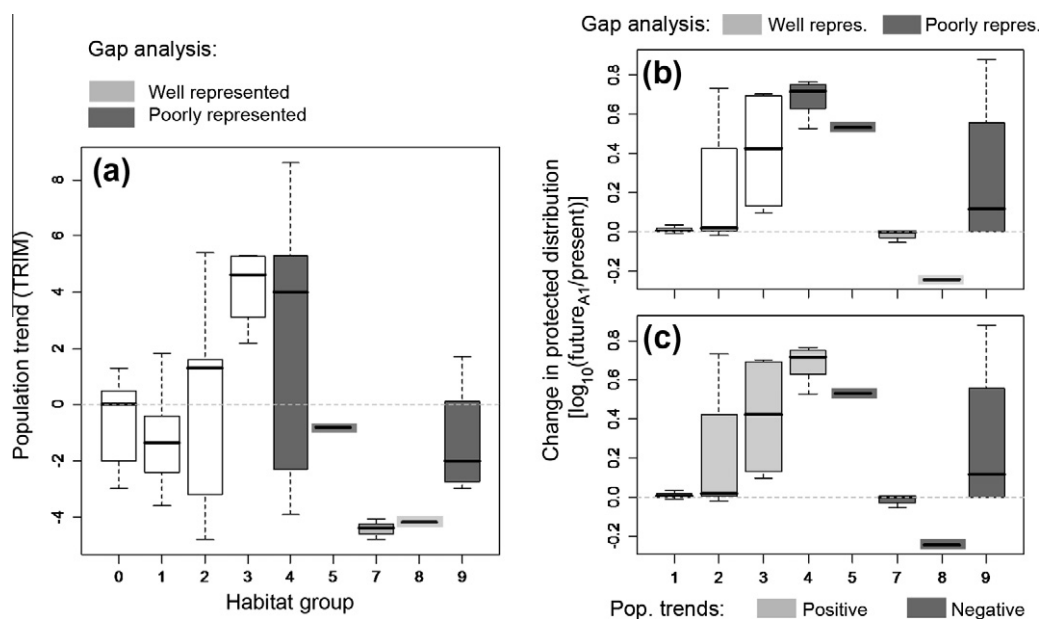 Gap analysis:
Well represented
Poorly represented
(a)
Population trend (TRIM)
8
6
4
2
0
-2
-4
0 1 2 3 4 5 7 8 9
Habitat group
Gap analysis: Well repres. Poorly repres.
(b)
Change in protected distribution
[log10(futureA1/present)]
0.8
0.6
0.4
0.2
0.0
-0.2
1 2 3 4 5 7 8 9
(c)
0.8
0.6
0.4
0.2
0.0
-0.2
1 2 3 4 5 7 8 9
Pop. trends: Positive Negative